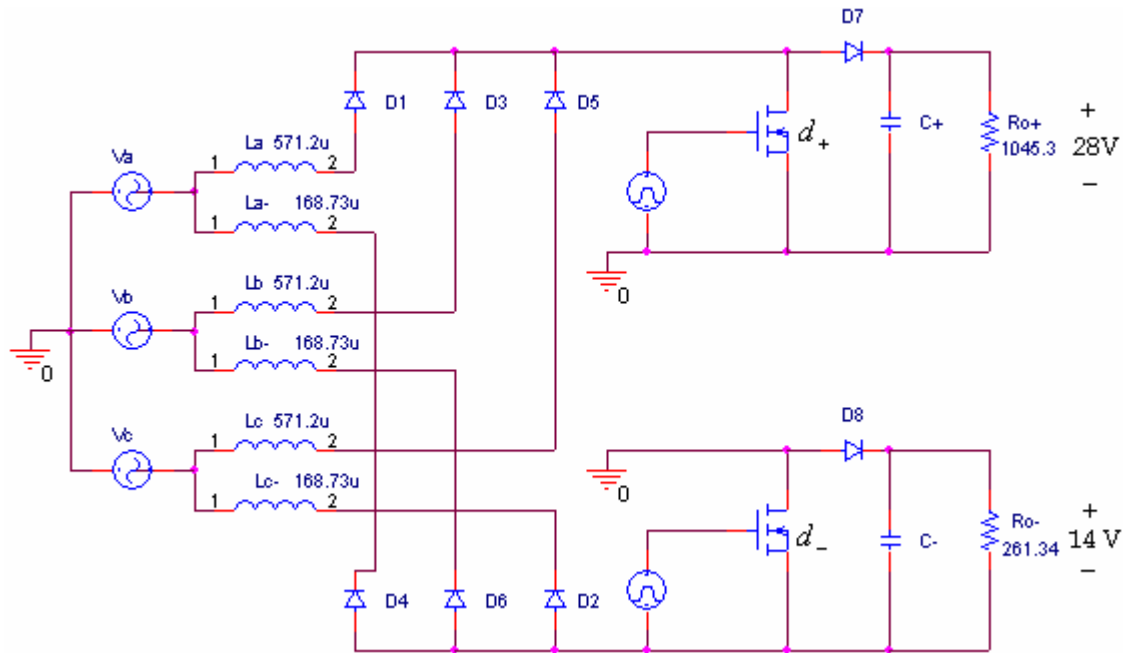 D7
D1
D3
D5
La 571.2u
1
2
Va
La- 168.73u
1
2
d+
C+
Ro+
1045.3
+
28V
−
0
Lb 571.2u
1
2
Vb
Lb- 168.73u
1
2
0
Lc 571.2u
1
2
Vc
Lc- 168.73u
1
2
D8
0
d−
C-
Ro-
261.34
+
14 V
−
D4
D6
D2